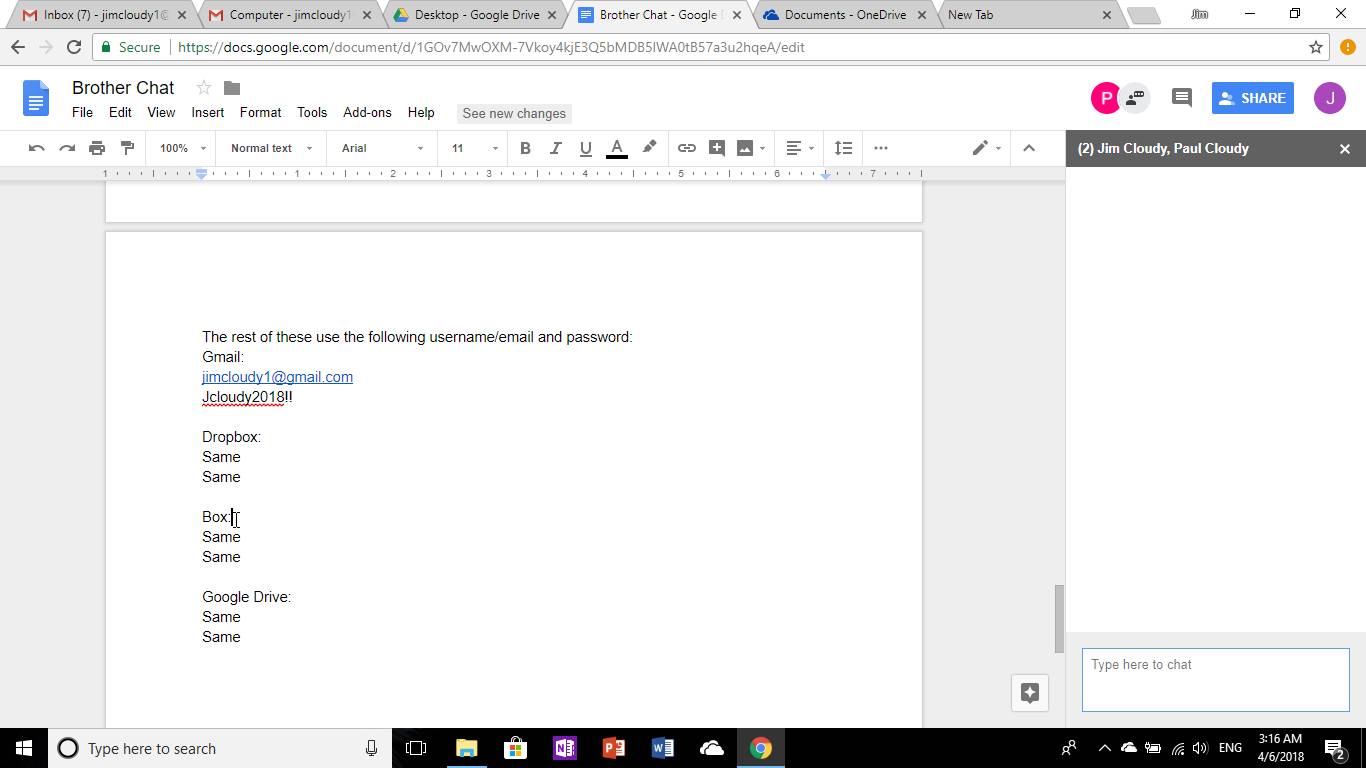 Inbox (7) - jimcloudy1@
Computer - jimcloudy1
Desktop - Google Drive
Brother Chat - Google D
Documents - OneDrive
New Tab
Jim
Secure
https://docs.google.com/document/d/1GOv7MwOXM-7Vkoy4kjE3Q5bMDB5IWA0tB57a3u2hqeA/edit
Brother Chat
File Edit View Insert Format Tools Add-ons Help See new changes
P
SHARE
J
100% Normal text Arial 11 B I U A
(2) Jim Cloudy, Paul Cloudy
1 1 2 3 4 5 6 7
The rest of these use the following username/email and password:
Gmail:
jimcloudy1@gmail.com
Jcloudy2018!!
Dropbox:
Same
Same
Box:
Same
Same
Google Drive:
Same
Same
Type here to chat
Type here to search
ENG
3:16 AM
4/6/2018
2